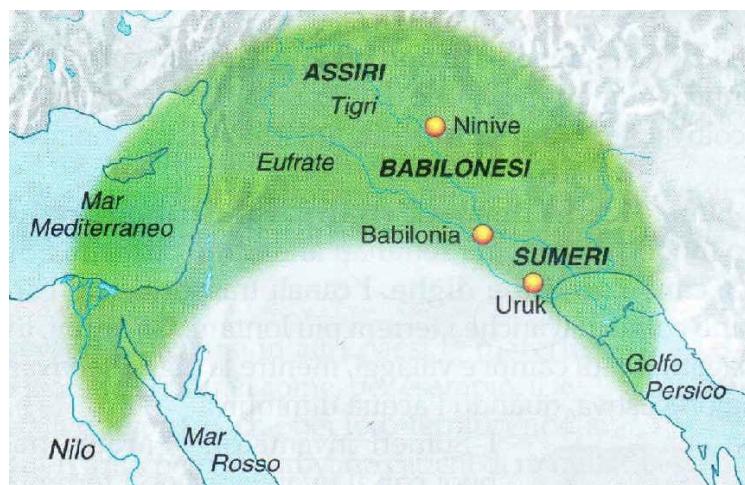 ASSIRI
Tigri
Ninive
Eufrate
BABILONESI
Mar
Mediterraneo
Babilonia
SUMERI
Uruk
Golfo
Persico
Nilo
Mar
Rosso